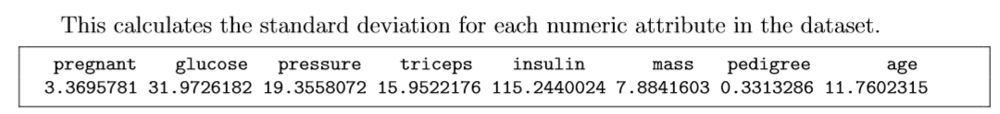 This calculates the standard deviation for each numeric attribute in the dataset.
pregnant glucose pressure triceps insulin mass pedigree age
3.3695781 31.9726182 19.3558072 15.9522176 115.2440024 7.8841603 0.3313286 11.7602315